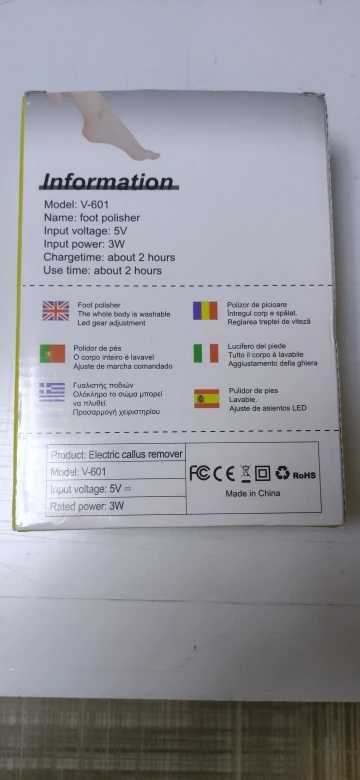 Information
Model: V-601
Name: foot polisher
Input voltage: 5V
Input power: 3W
Chargetime: about 2 hours
Use time: about 2 hours
Foot polisher
The whole body is washable
Led gear adjustment
Polizor de picioare
Întregul corp e spălat.
Reglarea treptei de viteză
Polidor de pés
O corpo inteiro é lavavel
Ajuste de marcha comandado
Lucifero del piede
Tutto il corpo è lavabile
Aggiustamento della ghiera
Γυαλιστής ποδιών
Ολόκληρο το σώμα μπορεί
να πλυθεί.
Προσαρμογή χειριστηρίου
Pulidor de pies
Lavable.
Ajuste de asientos LED
Product: Electric callus remover
Model: V-601
Input voltage: 5V
Rated power: 3W
FC CE RoHS
Made in China